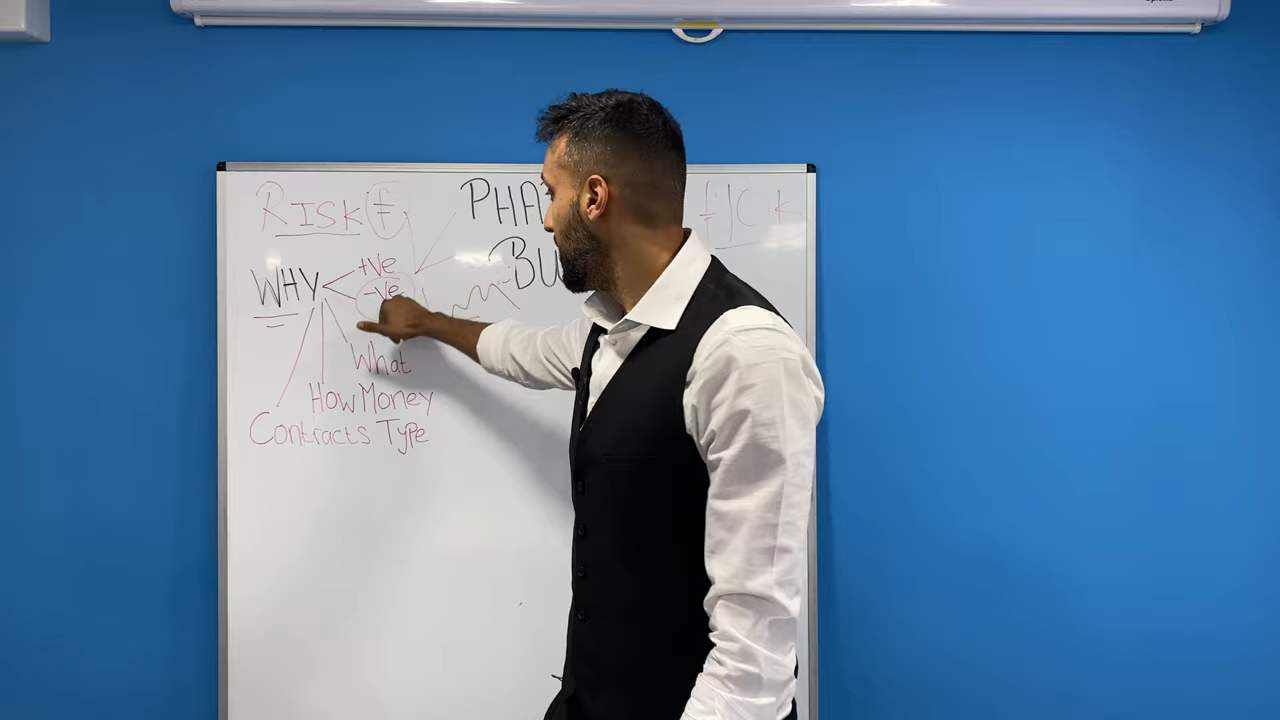 RISK £
PHA
WHY +ve
-ve
BU
What
How Money
Contracts Type